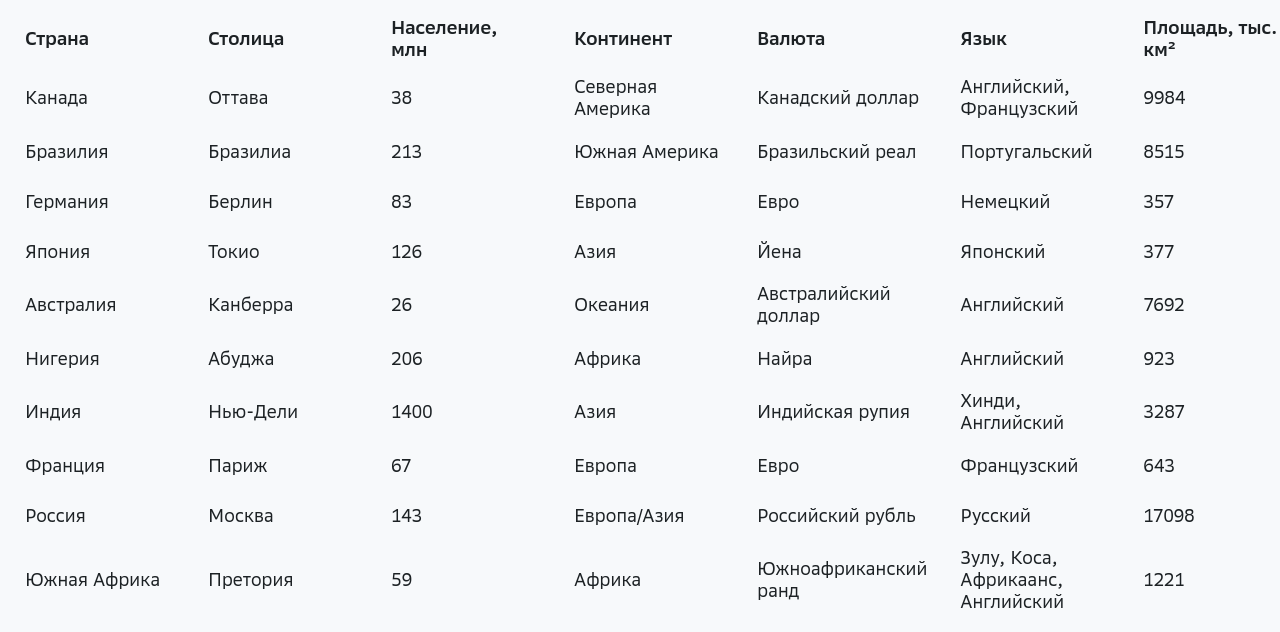 Страна Столица Население, млн Континент Валюта Язык Площадь, тыс. км²
Канада Оттава 38 Северная Америка Канадский доллар Английский, Французский 9984
Бразилия Бразилиа 213 Южная Америка Бразильский реал Португальский 8515
Германия Берлин 83 Европа Евро Немецкий 357
Япония Токио 126 Азия Йена Японский 377
Австралия Канберра 26 Океания Австралийский доллар Английский 7692
Нигерия Абуджа 206 Африка Найра Английский 923
Индия Нью-Дели 1400 Азия Индийская рупия Хинди, Английский 3287
Франция Париж 67 Европа Евро Французский 643
Россия Москва 143 Европа/Азия Российский рубль Русский 17098
Южная Африка Претория 59 Африка Южноафриканский ранд Зулу, Коса, Африкаанс, Английский 1221